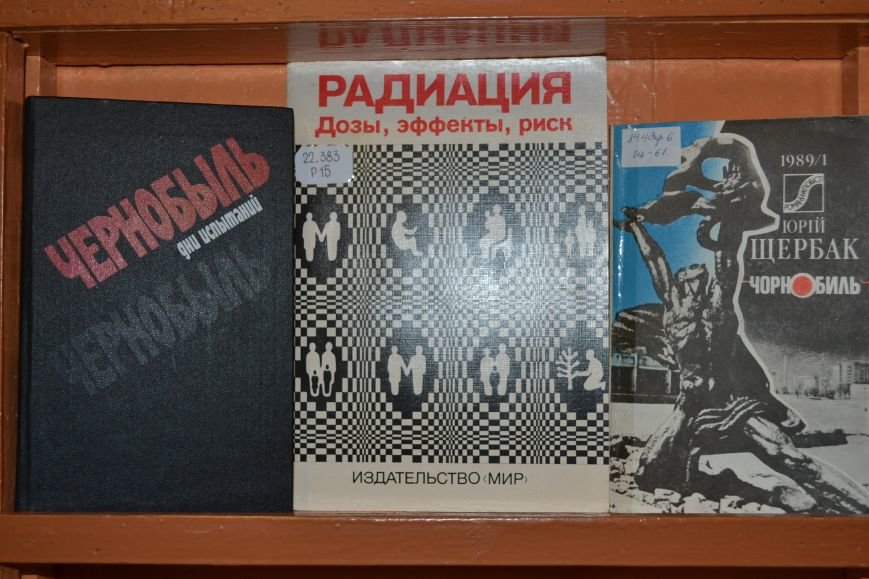 ЧЕРНОБЫЛЬ
дни испытаний
ЧЕРНОБЫЛЬ
РАДИАЦИЯ
Дозы, эффекты, риск
22.383
Р15
ИЗДАТЕЛЬСТВО ‹МИР›
1989/1
ЮРІЙ
ЩЕРБАК
ЧОРНОБИЛЬ